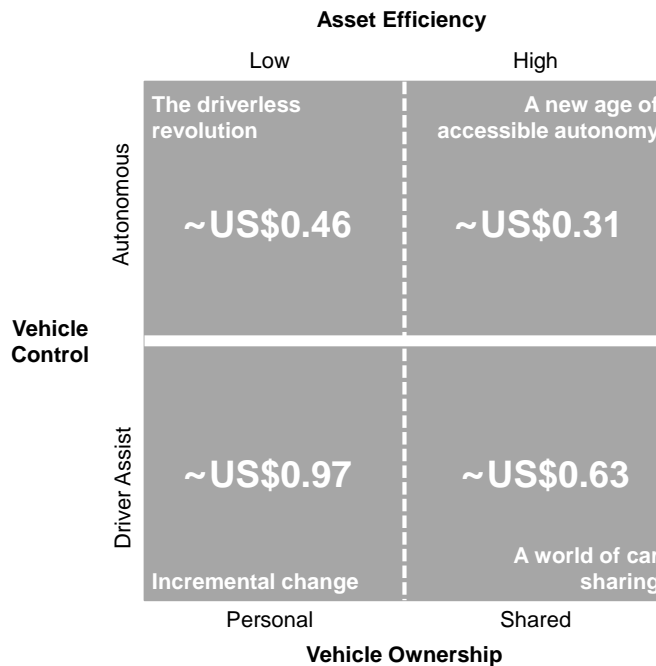 Asset Efficiency
Low
High
The driverless
revolution
A new age of
accessible autonomy
Autonomous
~US$0.46
~US$0.31
Vehicle
Control
Driver Assist
~US$0.97
~US$0.63
Incremental change
A world of car
sharing
Personal
Shared
Vehicle Ownership